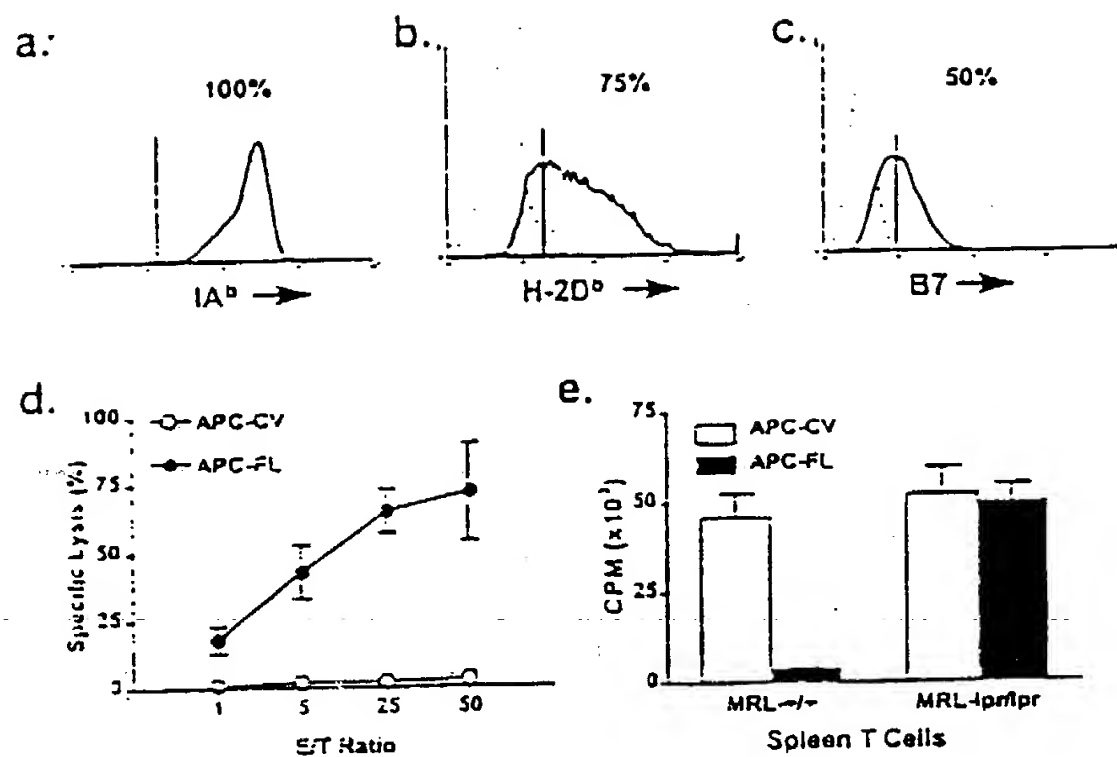 a. b. c.
100% 75% 50%
IAᵇ → H-2Dᵇ → B7 →
d. e.
APC-CV
APC-FL
100
75
50
25
0
Specific Lysis (%)
1 5 25 50
E/T Ratio
APC-CV
APC-FL
75
50
25
0
CPM (x10³)
MRL-+/+ MRL-lpr/lpr
Spleen T Cells